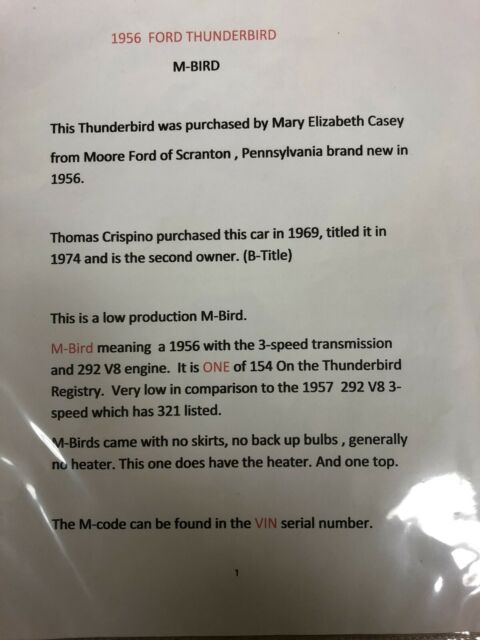 1956 FORD THUNDERBIRD
M-BIRD
This Thunderbird was purchased by Mary Elizabeth Casey
from Moore Ford of Scranton , Pennsylvania brand new in
1956.
Thomas Crispino purchased this car in 1969, titled it in
1974 and is the second owner. (B-Title)
This is a low production M-Bird.
M-Bird meaning a 1956 with the 3-speed transmission
and 292 V8 engine. It is ONE of 154 On the Thunderbird
Registry. Very low in comparison to the 1957 292 V8 3-
speed which has 321 listed.
M-Birds came with no skirts, no back up bulbs , generally
no heater. This one does have the heater. And one top.
The M-code can be found in the VIN serial number.
1